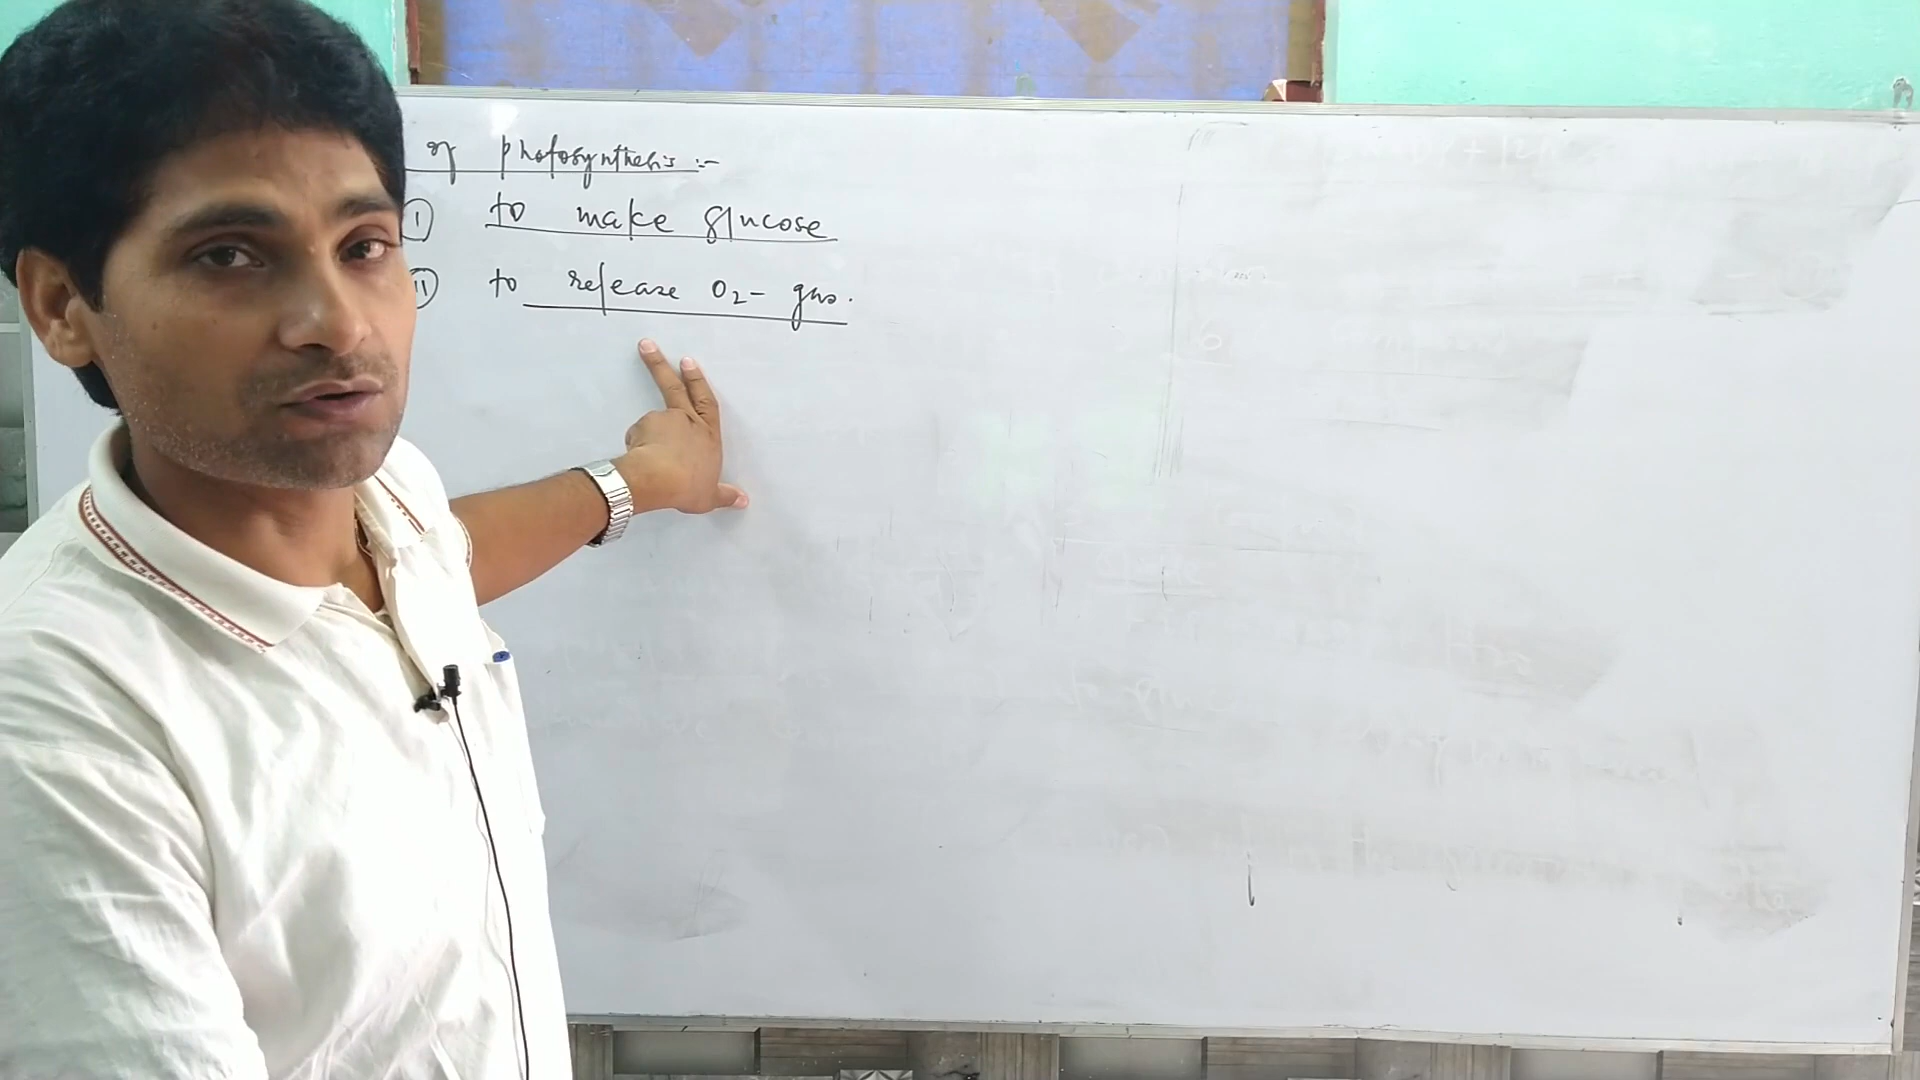 of photosynthesis :-
I to make glucose
II to release O2- gas.